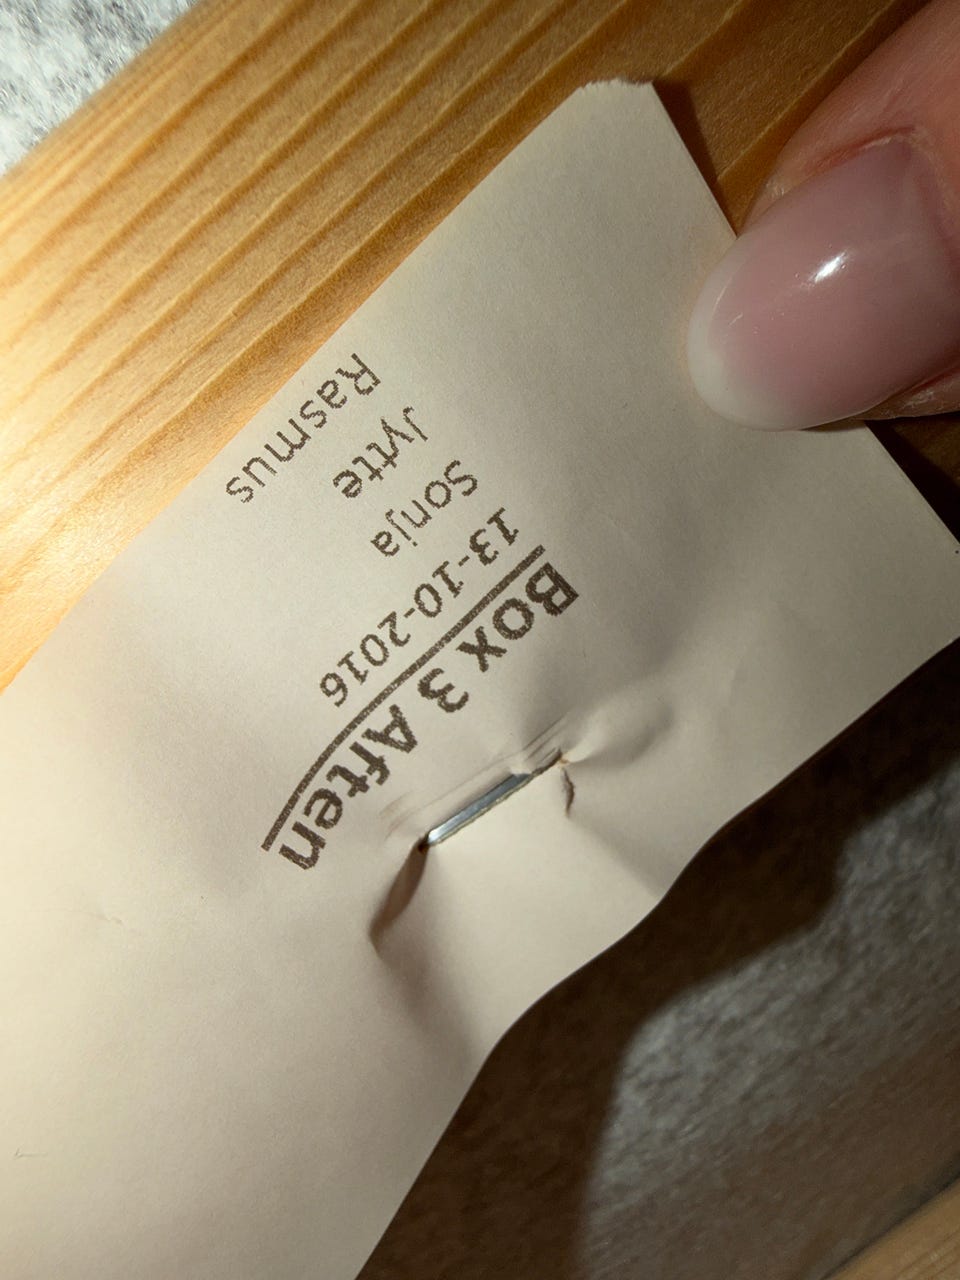 Box 3 Aften
13-10-2016
Sonja
Jytte
Rasmus